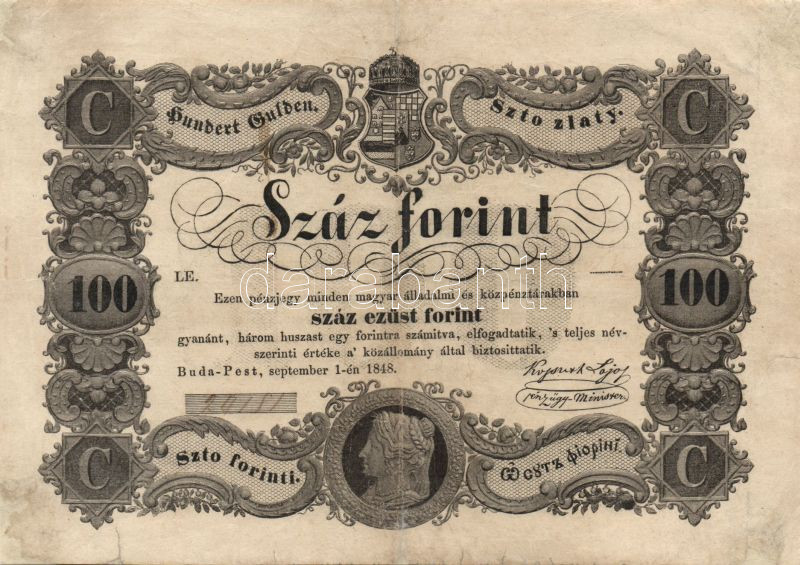 C
Hundert Gulden.
Szto zlaty.
C
Száz forint
LE.
100
100
darabanth
Ezen pénzjegy minden magyar álladalmi és közpénztárakban
száz ezüst forint
gyanánt, három huszast egy forintra számitva, elfogadtatik, 's teljes név-
szerinti értéke a' közállomány által biztosittatik.
Buda-Pest, september 1-én 1848.
Kossuth Lajos
pénzügy-Minister.
C
Szto forinti.
C